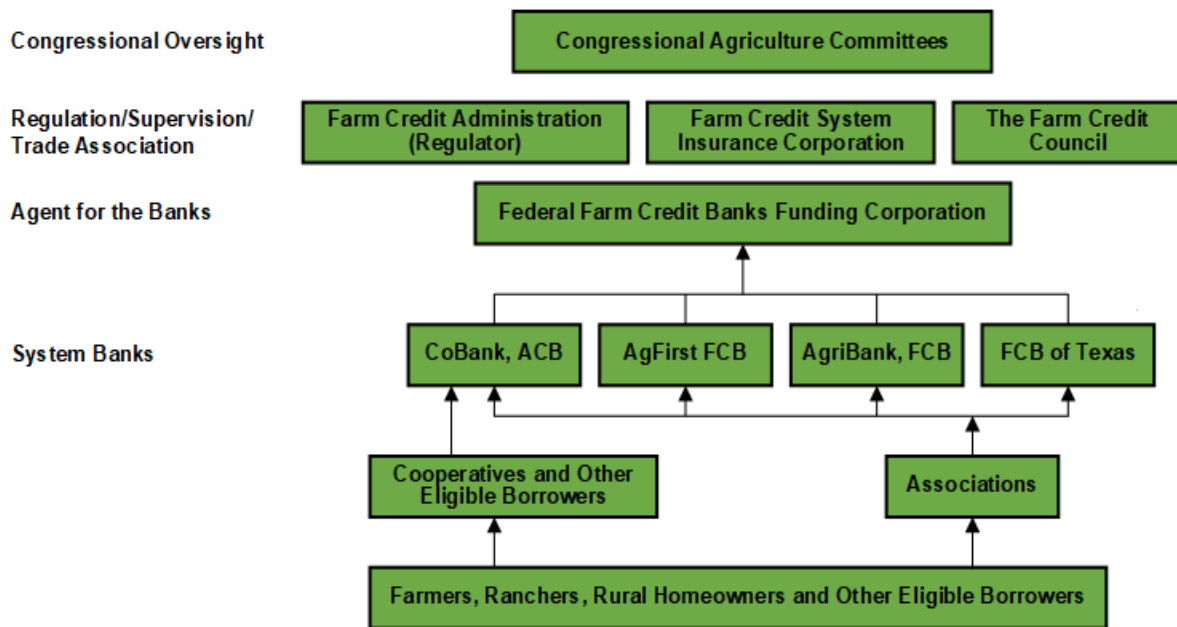 Congressional Oversight
Congressional Agriculture Committees
Regulation/Supervision/
Trade Association
Farm Credit Administration
(Regulator)
Farm Credit System
Insurance Corporation
The Farm Credit
Council
Agent for the Banks
Federal Farm Credit Banks Funding Corporation
System Banks
CoBank, ACB
AgFirst FCB
AgriBank, FCB
FCB of Texas
Cooperatives and Other
Eligible Borrowers
Associations
Farmers, Ranchers, Rural Homeowners and Other Eligible Borrowers